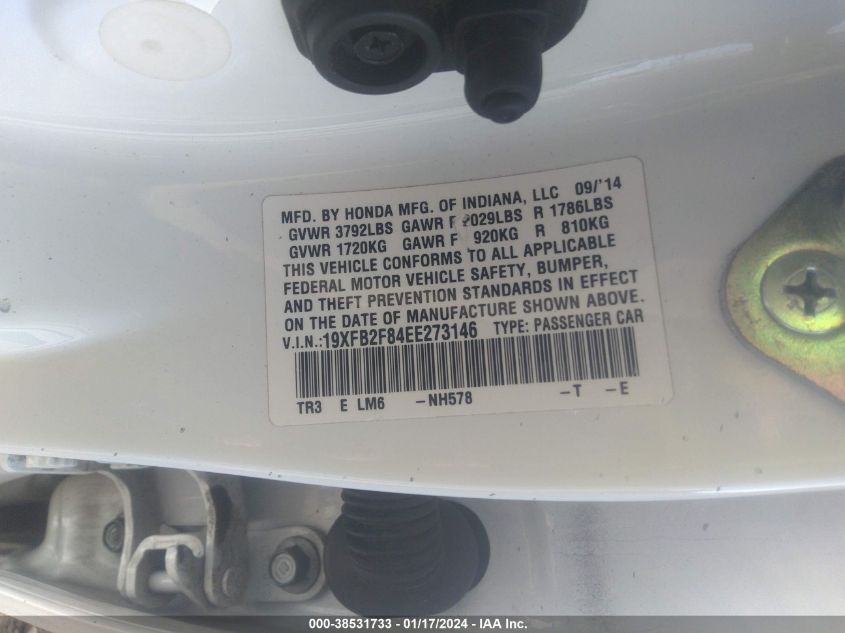 MFD. BY HONDA MFG. OF INDIANA, LLC 09/'14
GVWR 3792LBS GAWR F 2029LBS R 1786LBS
GVWR 1720KG GAWR F 920KG R 810KG
THIS VEHICLE CONFORMS TO ALL APPLICABLE
FEDERAL MOTOR VEHICLE SAFETY, BUMPER,
AND THEFT PREVENTION STANDARDS IN EFFECT
ON THE DATE OF MANUFACTURE SHOWN ABOVE.
V.I.N.:19XFB2F84EE273146 TYPE: PASSENGER CAR
TR3 E LM6 -NH578 -T -E
000-38531733 - 01/17/2024 - IAA Inc.